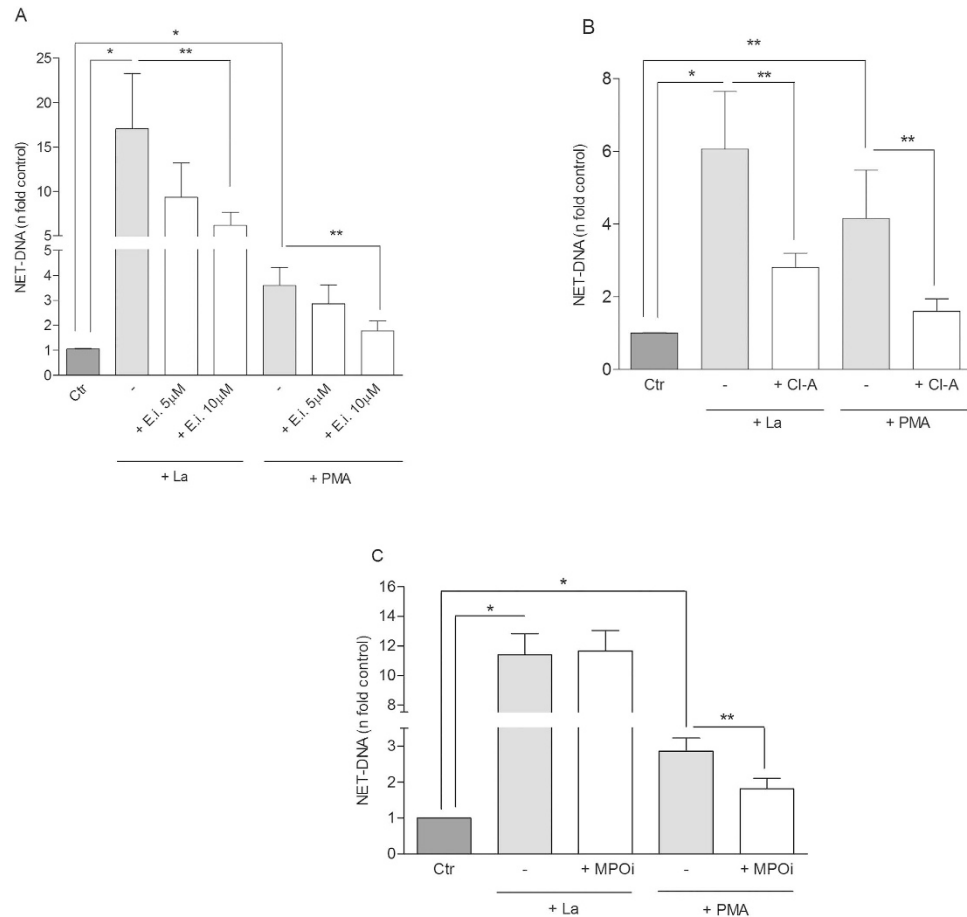 A
*
*
**
**
NET-DNA (n fold control)
25
20
15
10
5
5
4
3
2
1
0
Ctr
-
+ E.i. 5µM
+ E.i. 10µM
-
+ E.i. 5µM
+ E.i. 10µM
+ La
+ PMA
B
**
*
**
**
NET-DNA (n fold control)
8
6
4
2
0
Ctr
-
+ Cl-A
-
+ Cl-A
+ La
+ PMA
C
*
*
**
NET-DNA (n fold control)
16
14
12
10
8
3
2
1
0
Ctr
-
+ MPOi
-
+ MPOi
+ La
+ PMA